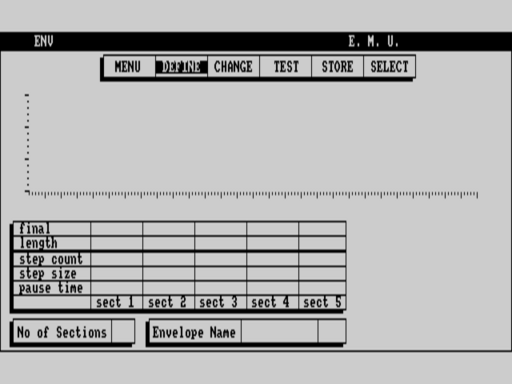 ENV E. M. U.
MENU DEFINE CHANGE TEST STORE SELECT
final
length
step count
step size
pause time
sect 1 sect 2 sect 3 sect 4 sect 5
No of Sections Envelope Name